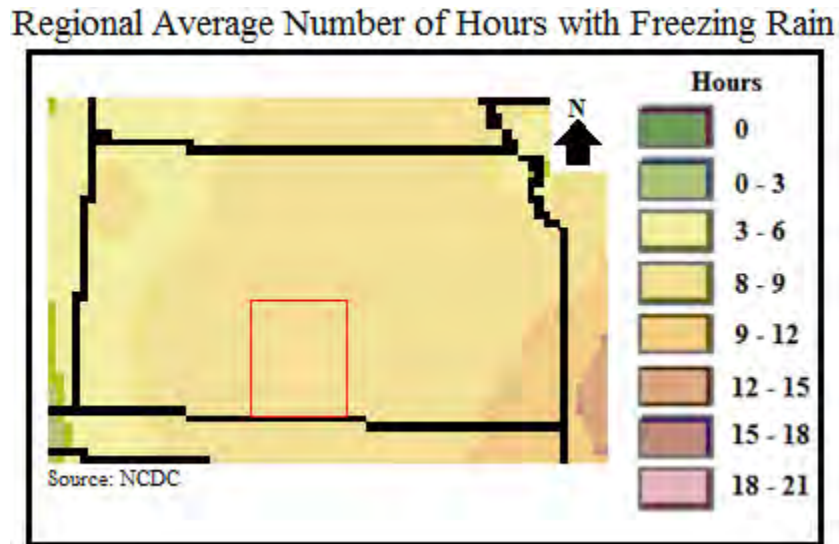 Regional Average Number of Hours with Freezing Rain
Hours
N
0
0 - 3
3 - 6
8 - 9
9 - 12
12 - 15
15 - 18
18 - 21
Source: NCDC